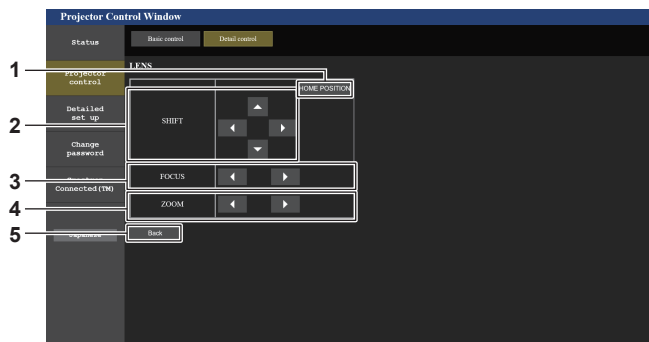 Projector Control Window
Status
Basic control
Detail control
1
LENS
Projector
control
HOME POSITION
Detailed
set up
2
SHIFT
Change
password
3
FOCUS
Connected(TM)
4
ZOOM
5
Back